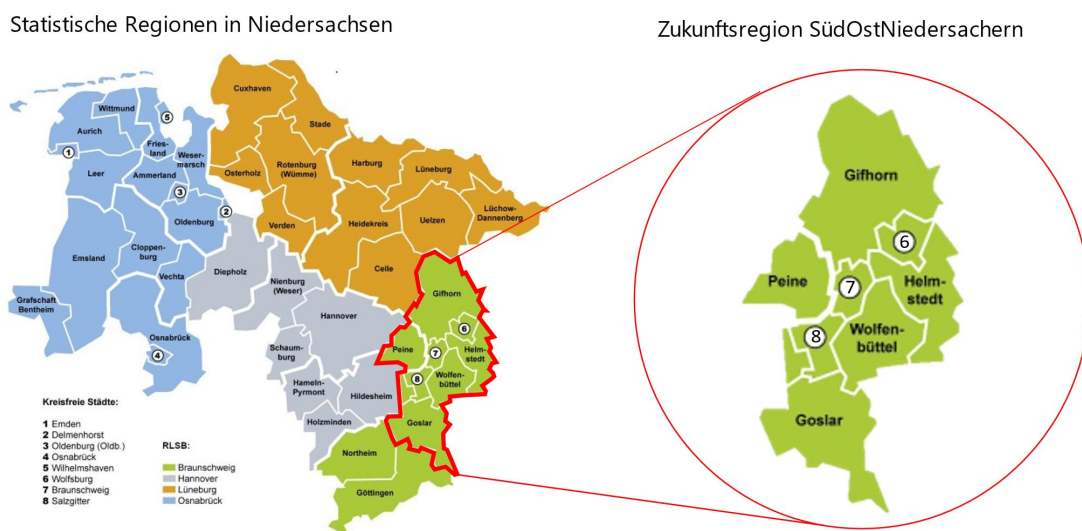 Statistische Regionen in Niedersachsen
Zukunftsregion SüdOstNiedersachern
Cuxhaven
Wittmund
Aurich
5
Stade
1
Fries-
land
Weser-
marsch
Leer
Ammerland
Osterholz
Rotenburg
(Wümme)
Harburg
Lüneburg
3
Oldenburg
2
Verden
Heidekreis
Uelzen
Lüchow-
Dannenberg
Emsland
Cloppen-
burg
Vechta
Diepholz
Celle
Nienburg
(Weser)
Grafschaft
Bentheim
Hannover
Gifhorn
Osnabrück
4
Schaum-
burg
Peine
6
7
Helm-
stedt
Hameln-
Pyrmont
Hildesheim
8
Wolfen-
büttel
Holzminden
Goslar
Northeim
Göttingen
Kreisfreie Städte:
1 Emden
2 Delmenhorst
3 Oldenburg (Oldb.)
4 Osnabrück
5 Wilhelmshaven
6 Wolfsburg
7 Braunschweig
8 Salzgitter
RLSB:
Braunschweig
Hannover
Lüneburg
Osnabrück
Gifhorn
6
Peine
7
Helm-
stedt
8
Wolfen-
büttel
Goslar